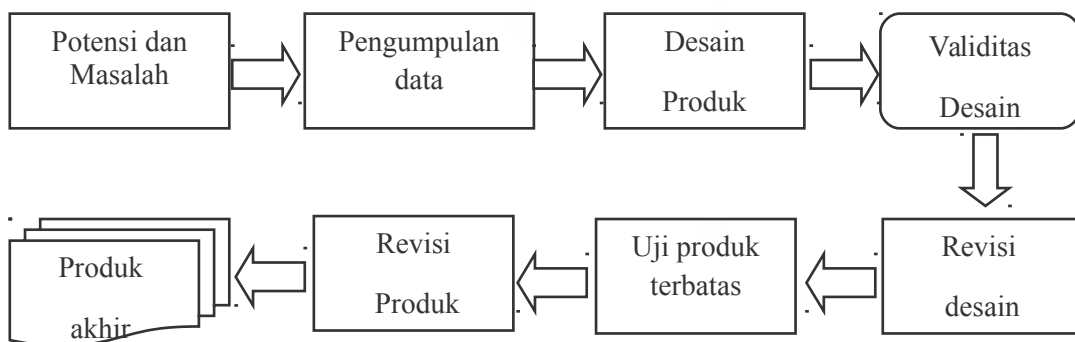 Potensi dan
Masalah
Pengumpulan
data
Desain
Produk
Validitas
Desain
Revisi
desain
Uji produk
terbatas
Revisi
Produk
Produk
akhir